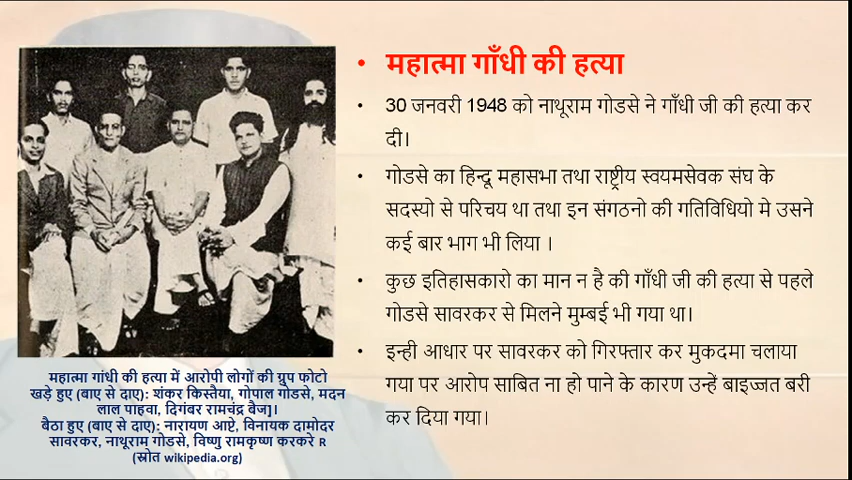 महात्मा गाँधी की हत्या
30 जनवरी 1948 को नाथूराम गोडसे ने गाँधी जी की हत्या कर
दी।
गोडसे का हिन्दू महासभा तथा राष्ट्रीय स्वयमसेवक संघ के
सदस्यो से परिचय था तथा इन संगठनो की गतिविधियो मे उसने
कई बार भाग भी लिया ।
कुछ इतिहासकारो का मान न है की गाँधी जी की हत्या से पहले
गोडसे सावरकर से मिलने मुम्बई भी गया था।
इन्ही आधार पर सावरकर को गिरफ्तार कर मुकदमा चलाया
गया पर आरोप साबित ना हो पाने के कारण उन्हें बाइज्जत बरी
कर दिया गया।
महात्मा गांधी की हत्या में आरोपी लोगों की ग्रुप फोटो
खड़े हुए (बाए से दाए): शंकर किस्तैया, गोपाल गोडसे, मदन
लाल पाहवा, दिगंबर रामचंद्र बैज]।
बैठा हुए (बाए से दाए): नारायण आप्टे, विनायक दामोदर
सावरकर, नाथूराम गोडसे, विष्णु रामकृष्ण करकरे R
(स्रोत wikipedia.org)